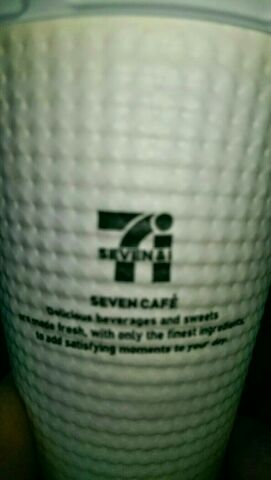 7i
SEVEN & i
SEVEN CAFÉ
Delicious beverages and sweets
are made fresh, with only the finest ingredients,
to add satisfying moments to your day.